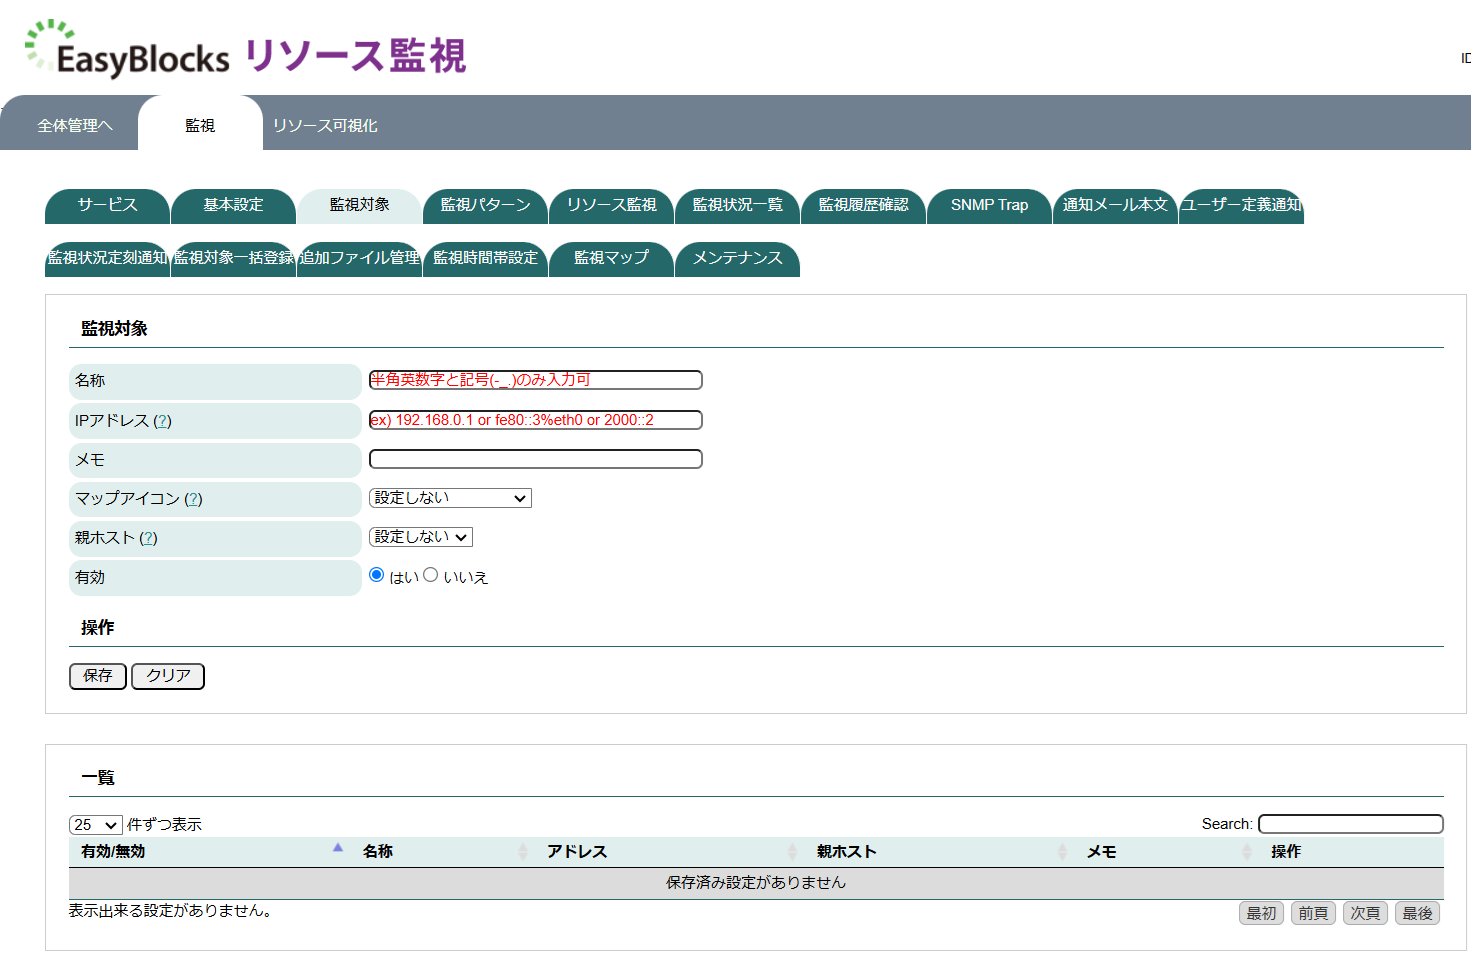 EasyBlocks リソース監視
ID
全体管理へ 監視 リソース可視化
サービス 基本設定 監視対象 監視パターン リソース監視 監視状況一覧 監視履歴確認 SNMP Trap 通知メール本文 ユーザー定義通知
監視状況定刻通知 監視対象一括登録 追加ファイル管理 監視時間帯設定 監視マップ メンテナンス
監視対象
名称 半角英数字と記号(-_.)のみ入力可
IPアドレス (?) ex) 192.168.0.1 or fe80::3%eth0 or 2000::2
メモ
マップアイコン (?) 設定しない
親ホスト (?) 設定しない
有効 はい いいえ
操作
保存 クリア
一覧
25 件ずつ表示 Search:
有効/無効 名称 アドレス 親ホスト メモ 操作
保存済み設定がありません
表示出来る設定がありません。 最初 前頁 次頁 最後